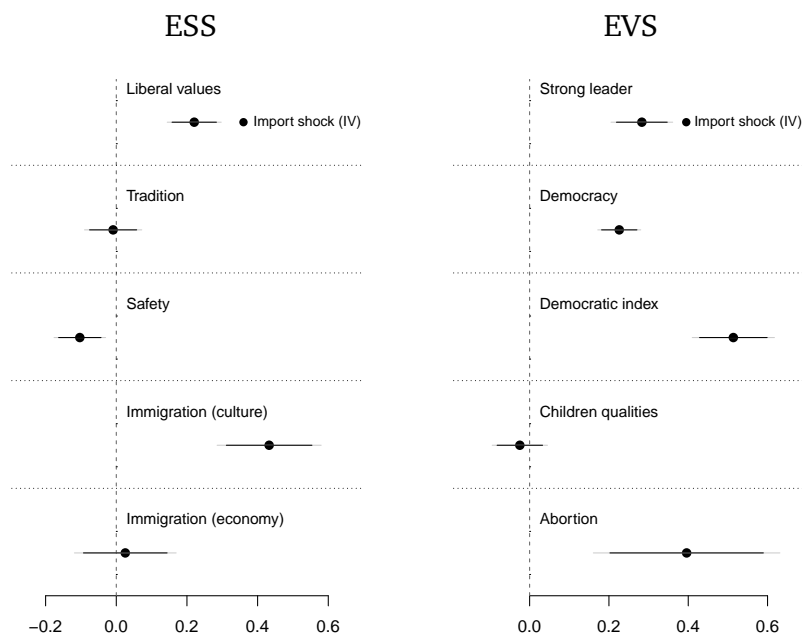 ESS
Liberal values
Import shock (IV)
Tradition
Safety
Immigration (culture)
Immigration (economy)
−0.2 0.0 0.2 0.4 0.6
EVS
Strong leader
Import shock (IV)
Democracy
Democratic index
Children qualities
Abortion
0.0 0.2 0.4 0.6